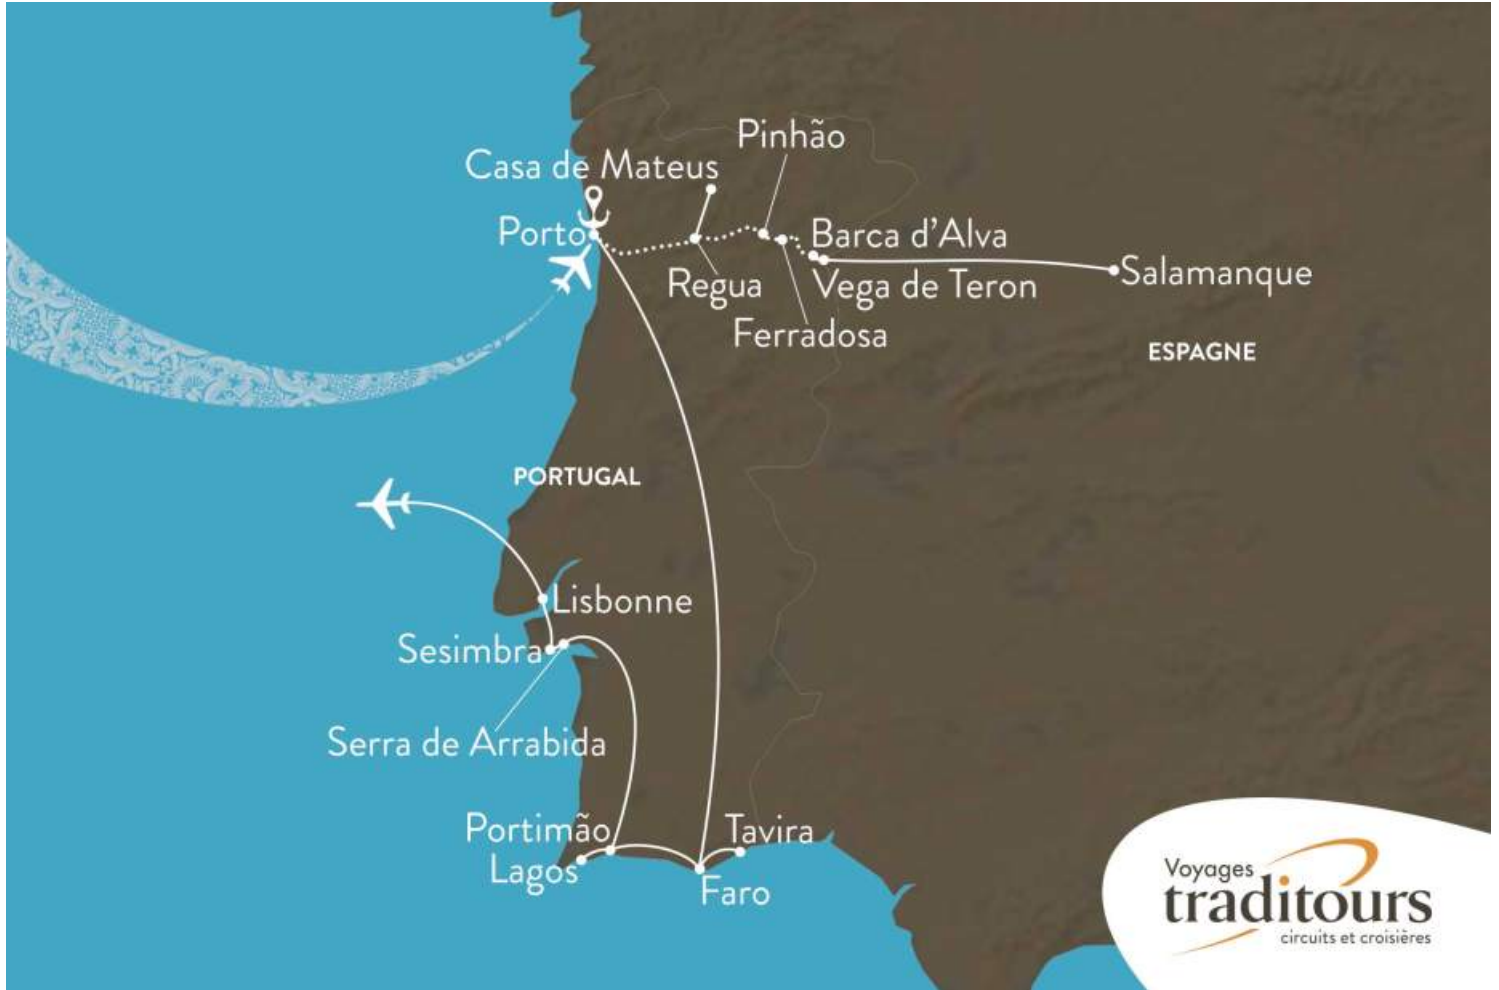 Pinhão
Casa de Mateus
Porto
Barca d'Alva
Regua
Vega de Teron
Salamanque
Ferradosa
ESPAGNE
PORTUGAL
Lisbonne
Sesimbra
Serra de Arrabida
Portimão
Tavira
Lagos
Faro
Voyages
traditours
circuits et croisières